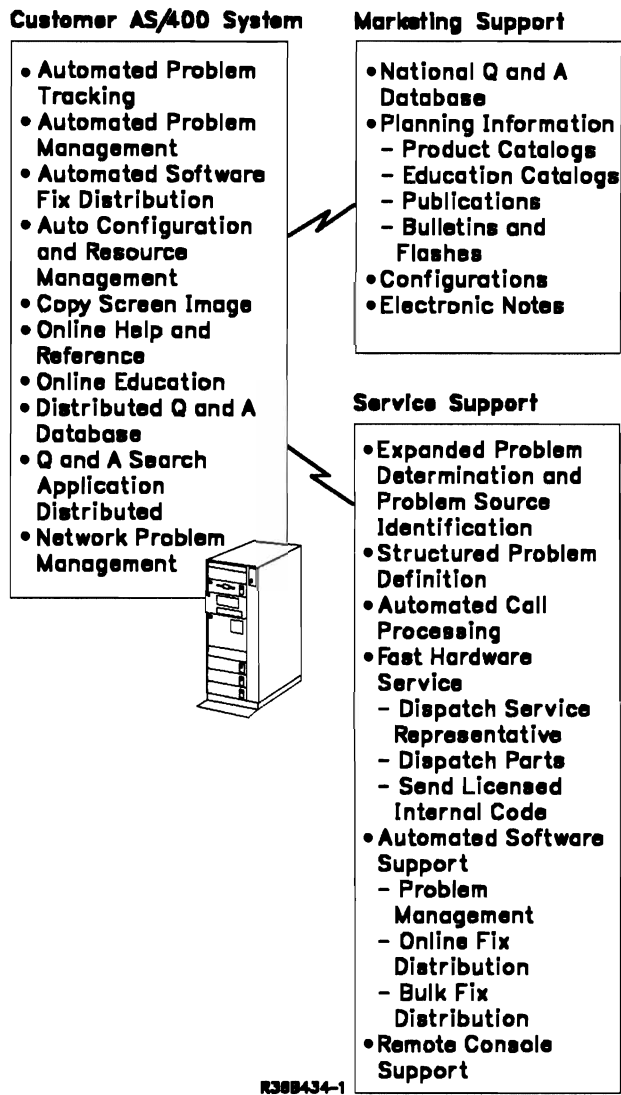 Customer AS/400 System
• Automated Problem
Tracking
• Automated Problem
Management
• Automated Software
Fix Distribution
• Auto Configuration
and Resource
Management
• Copy Screen Image
• Online Help and
Reference
• Online Education
• Distributed Q and A
Database
• Q and A Search
Application
Distributed
• Network Problem
Management
Marketing Support
• National Q and A
Database
• Planning Information
- Product Catalogs
- Education Catalogs
- Publications
- Bulletins and
Flashes
• Configurations
• Electronic Notes
Service Support
• Expanded Problem
Determination and
Problem Source
Identification
• Structured Problem
Definition
• Automated Call
Processing
• Fast Hardware
Service
- Dispatch Service
Representative
- Dispatch Parts
- Send Licensed
Internal Code
• Automated Software
Support
- Problem
Management
- Online Fix
Distribution
- Bulk Fix
Distribution
• Remote Console
Support
R38B434-1